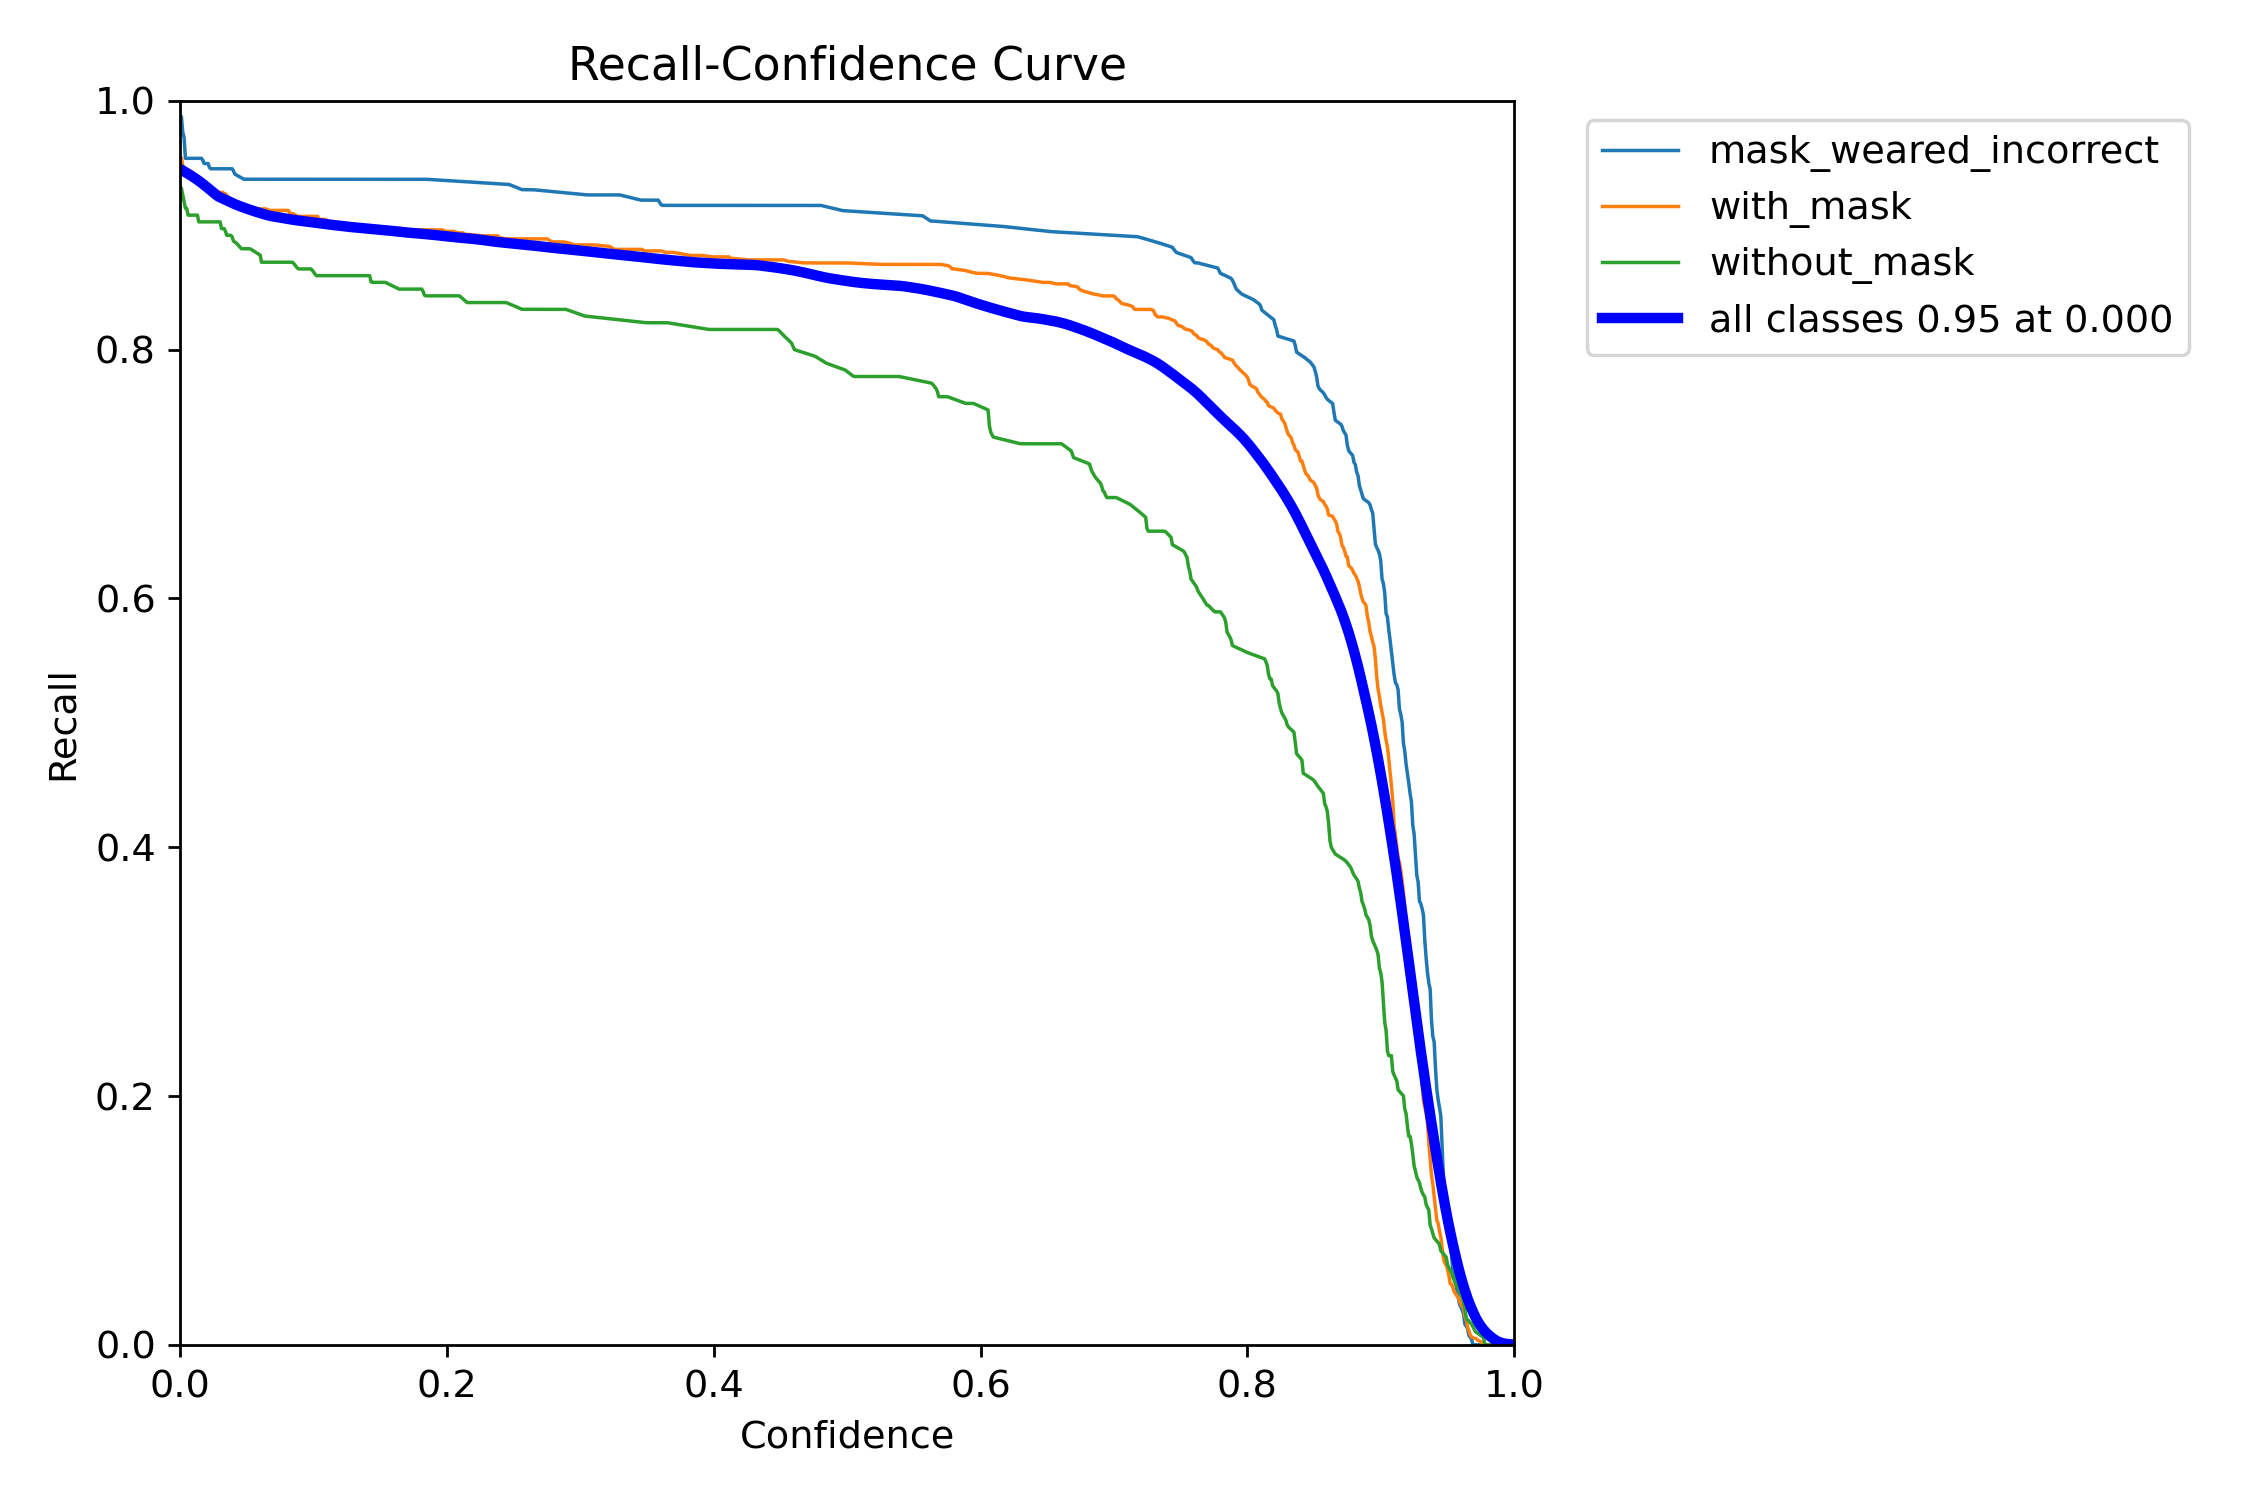 Recall-Confidence Curve
1.0
0.8
0.6
0.4
0.2
0.0
Recall
0.0 0.2 0.4 0.6 0.8 1.0
Confidence
mask_weared_incorrect
with_mask
without_mask
all classes 0.95 at 0.000